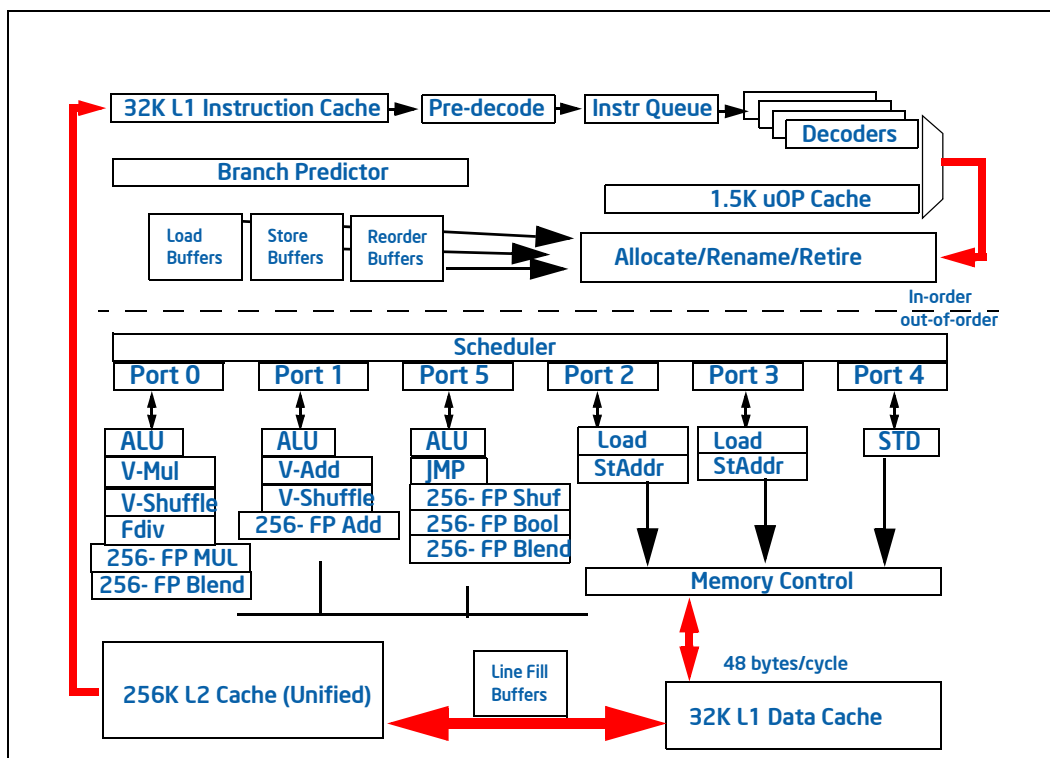 32K L1 Instruction Cache
Pre-decode
Instr Queue
Decoders
Branch Predictor
1.5K uOP Cache
Load
Buffers
Store
Buffers
Reorder
Buffers
Allocate/Rename/Retire
In-order
out-of-order
Scheduler
Port 0
Port 1
Port 5
Port 2
Port 3
Port 4
ALU
V-Mul
V-Shuffle
Fdiv
256- FP MUL
256- FP Blend
ALU
V-Add
V-Shuffle
256- FP Add
ALU
JMP
256- FP Shuf
256- FP Bool
256- FP Blend
Load
StAddr
Load
StAddr
STD
Memory Control
48 bytes/cycle
256K L2 Cache (Unified)
Line Fill
Buffers
32K L1 Data Cache